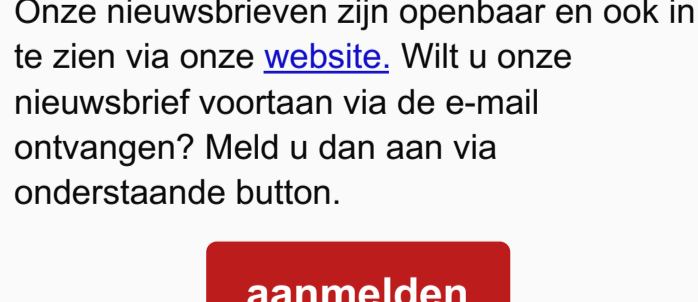 Onze nieuwsbrieven zijn openbaar en ook in
te zien via onze website. Wilt u onze
nieuwsbrief voortaan via de e-mail
ontvangen? Meld u dan aan via
onderstaande button.
aanmelden